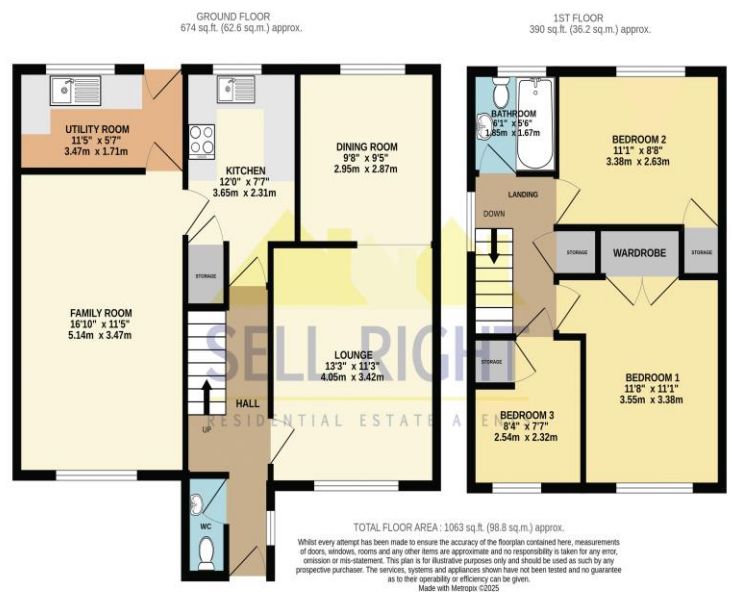 GROUND FLOOR
674 sq.ft. (62.6 sq.m.) approx.
UTILITY ROOM
11'5" x 5'7"
3.47m x 1.71m
KITCHEN
12'0" x 7'7"
3.65m x 2.31m
DINING ROOM
9'8" x 9'5"
2.95m x 2.87m
STORAGE
FAMILY ROOM
16'10" x 11'5"
5.14m x 3.47m
LOUNGE
13'3" x 11'3"
4.05m x 3.42m
HALL
UP
WC
1ST FLOOR
390 sq.ft. (36.2 sq.m.) approx.
BATHROOM
6'1" x 5'6"
1.85m x 1.67m
BEDROOM 2
11'1" x 8'8"
3.38m x 2.63m
LANDING
DOWN
STORAGE
WARDROBE
STORAGE
STORAGE
BEDROOM 1
11'8" x 11'1"
3.55m x 3.38m
BEDROOM 3
8'4" x 7'7"
2.54m x 2.32m
SELL RIGHT
RESIDENTIAL ESTATE AGENTS
TOTAL FLOOR AREA : 1063 sq.ft. (98.8 sq.m.) approx.
Whilst every attempt has been made to ensure the accuracy of the floorplan contained here, measurements
of doors, windows, rooms and any other items are approximate and no responsibility is taken for any error,
omission or mis-statement. This plan is for illustrative purposes only and should be used as such by any
prospective purchaser. The services, systems and appliances shown have not been tested and no guarantee
as to their operability or efficiency can be given.
Made with Metropix ©2025